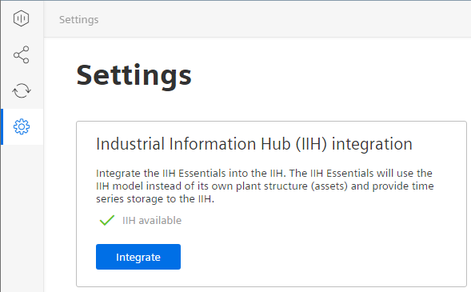 Settings
Settings
Industrial Information Hub (IIH) integration
Integrate the IIH Essentials into the IIH. The IIH Essentials will use the
IIH model instead of its own plant structure (assets) and provide time
series storage to the IIH.
IIH available
Integrate